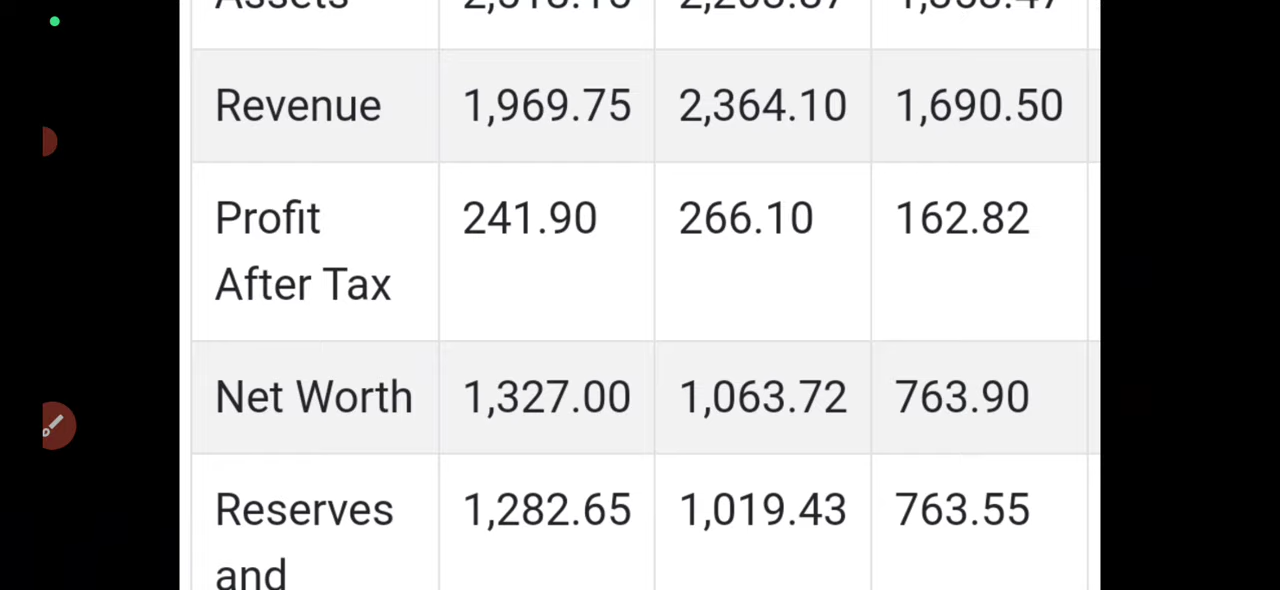 Assets
Revenue 1,969.75 2,364.10 1,690.50
Profit 241.90 266.10 162.82
After Tax
Net Worth 1,327.00 1,063.72 763.90
Reserves 1,282.65 1,019.43 763.55
and